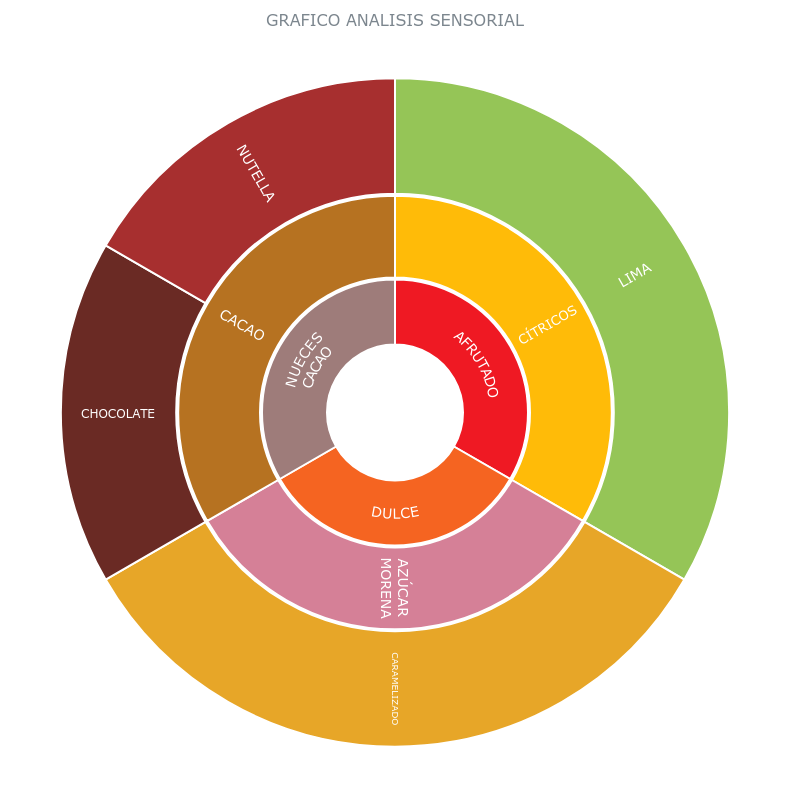 GRAFICO ANALISIS SENSORIAL
NUTELLA
LIMA
CACAO
CÍTRICOS
NUECES
CACAO
AFRUTADO
CHOCOLATE
DULCE
AZÚCAR
MORENA
CARAMELIZADO